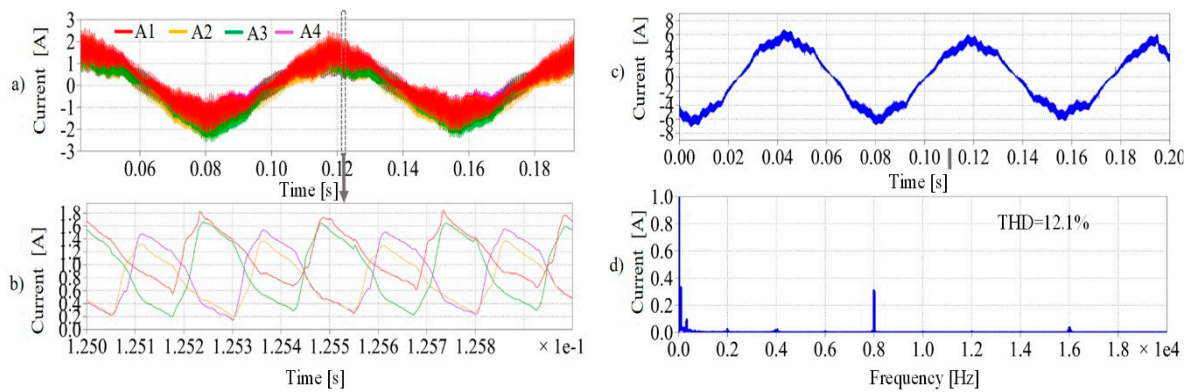 a)
Current [A]
3
2
1
0
-1
-2
-3
A1 A2 A3 A4
0.06 0.08 0.10 0.12 0.14 0.16 0.18
Time [s]
b)
Current [A]
1.8
1.6
1.4
1.2
1.0
0.8
0.6
0.4
0.2
0.0
1.250 1.251 1.252 1.253 1.254 1.255 1.256 1.257 1.258 × 1e-1
Time [s]
c)
Current [A]
8
6
4
2
0
-2
-4
-6
-8
0.00 0.02 0.04 0.06 0.08 0.10 0.12 0.14 0.16 0.18 0.20
Time [s]
d)
Current [A]
1.0
0.8
0.6
0.4
0.2
0.0
THD=12.1%
0.0 0.2 0.4 0.6 0.8 1.0 1.2 1.4 1.6 1.8 × 1e4
Frequency [Hz]